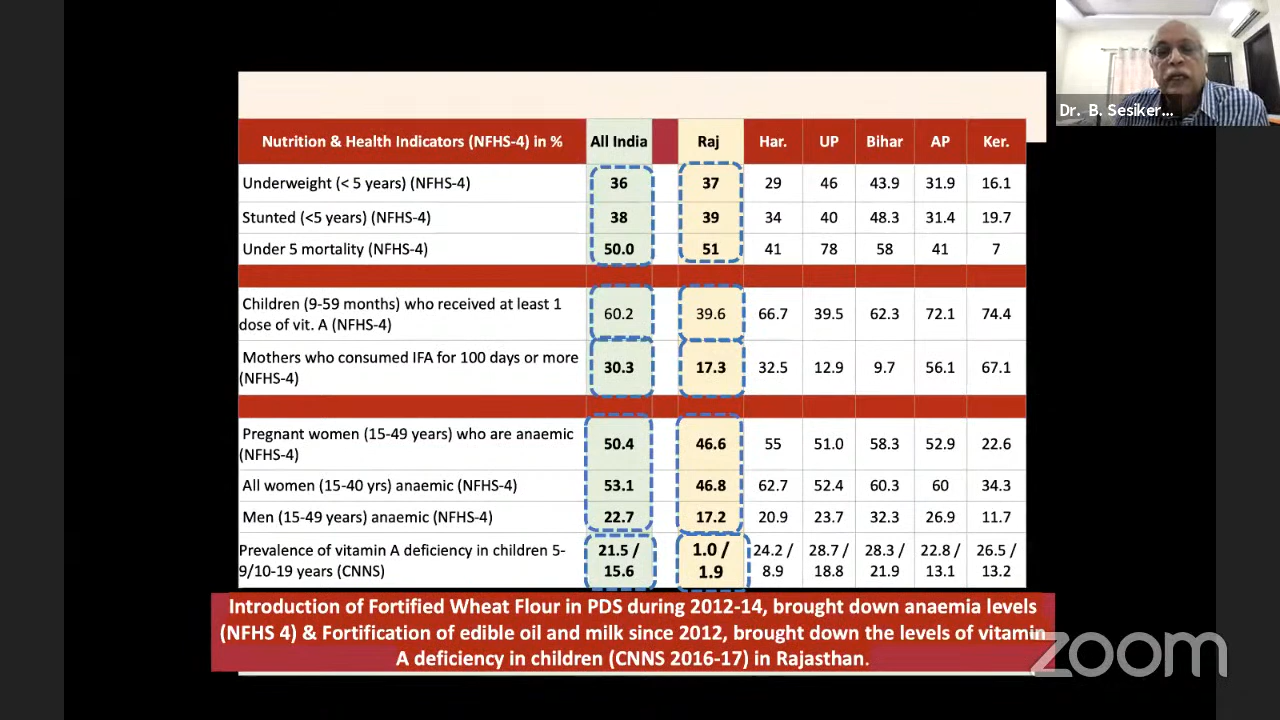 Dr. B. Sesiker...
Nutrition & Health Indicators (NFHS-4) in % All India Raj Har. UP Bihar AP Ker.
Underweight (< 5 years) (NFHS-4) 36 37 29 46 43.9 31.9 16.1
Stunted (<5 years) (NFHS-4) 38 39 34 40 48.3 31.4 19.7
Under 5 mortality (NFHS-4) 50.0 51 41 78 58 41 7
Children (9-59 months) who received at least 1
dose of vit. A (NFHS-4) 60.2 39.6 66.7 39.5 62.3 72.1 74.4
Mothers who consumed IFA for 100 days or more
(NFHS-4) 30.3 17.3 32.5 12.9 9.7 56.1 67.1
Pregnant women (15-49 years) who are anaemic
(NFHS-4) 50.4 46.6 55 51.0 58.3 52.9 22.6
All women (15-40 yrs) anaemic (NFHS-4) 53.1 46.8 62.7 52.4 60.3 60 34.3
Men (15-49 years) anaemic (NFHS-4) 22.7 17.2 20.9 23.7 32.3 26.9 11.7
Prevalence of vitamin A deficiency in children 5- 21.5 / 1.0 / 24.2 / 28.7 / 28.3 / 22.8 / 26.5 /
9/10-19 years (CNNS) 15.6 1.9 8.9 18.8 21.9 13.1 13.2
Introduction of Fortified Wheat Flour in PDS during 2012-14, brought down anaemia levels
(NFHS 4) & Fortification of edible oil and milk since 2012, brought down the levels of vitamin
A deficiency in children (CNNS 2016-17) in Rajasthan.
zoom